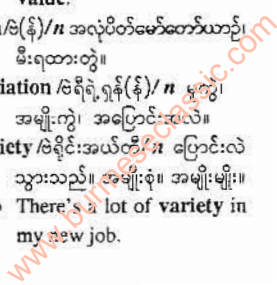 value.
/ဗ(န်)/ n အလုံပိတ်မော်တော်ယာဉ်၊
မီးရထားတွဲ။
iation /ဗဲရီရဲ့ရှန်(န်)/ n မူကွဲ၊
အမျိုးကွဲ၊ အပြောင်းအလဲ။
iety /ဗဲရိုင်းအယ်တီ/ n ပြောင်းလဲ
သွားသည်။ အမျိုးစုံ။ အမျိုးမျိုး။
There's a lot of variety in
my new job.
www.burmeseclassic.com